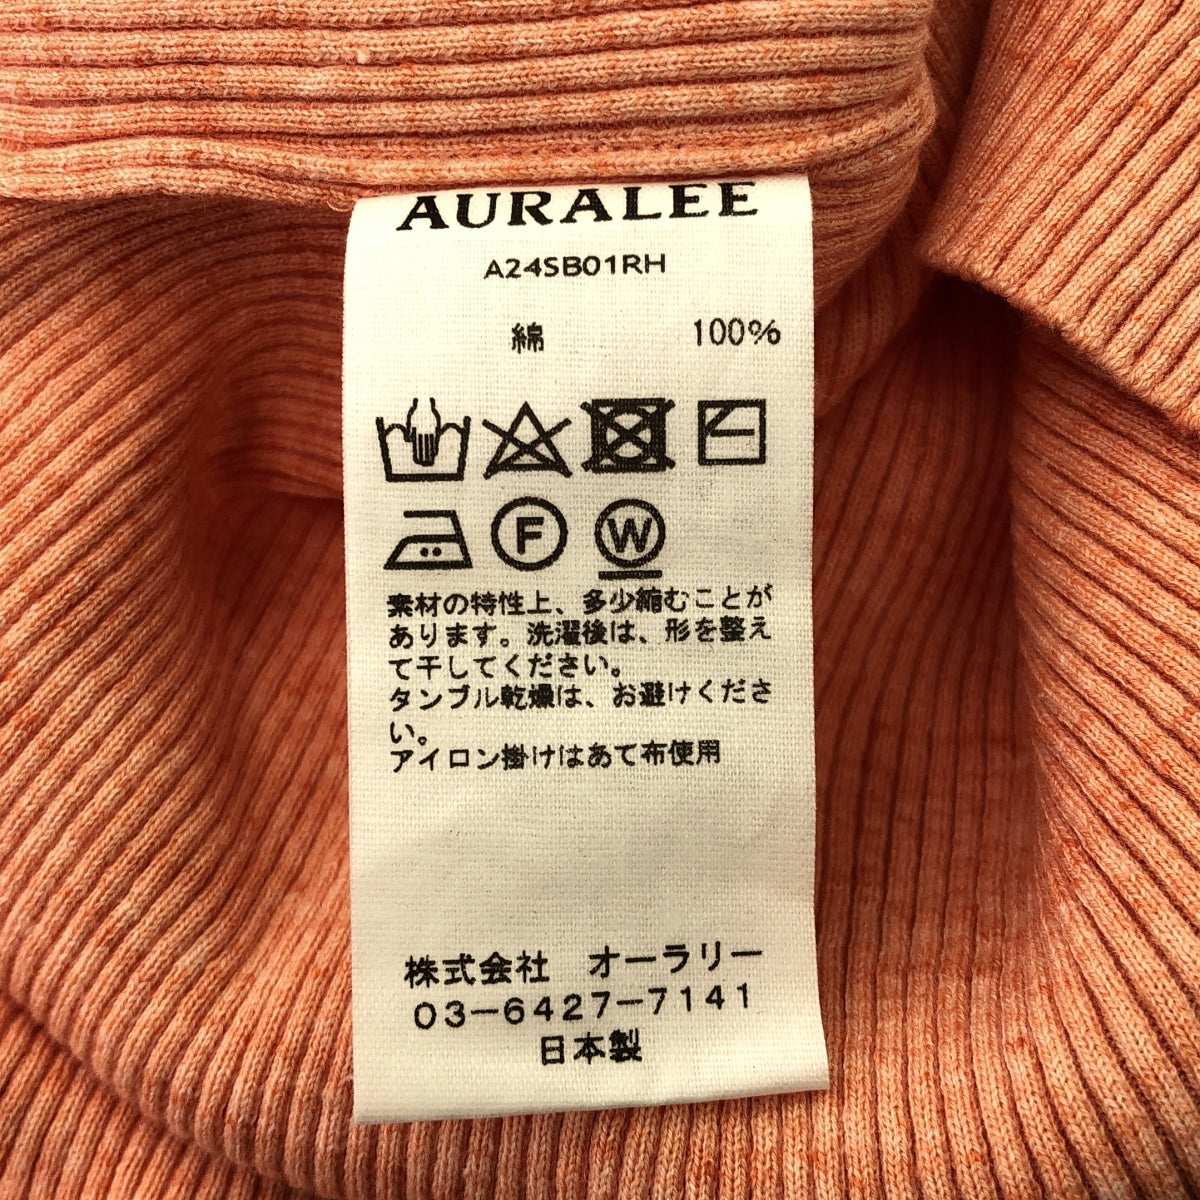 AURALEE
A24SB01RH
綿 100%
F W
素材の特性上、多少縮むことが
あります。洗濯後は、形を整え
て干してください。
タンブル乾燥は、お避けくださ
い。
アイロン掛けはあて布使用
株式会社 オーラリー
03-6427-7141
日本製